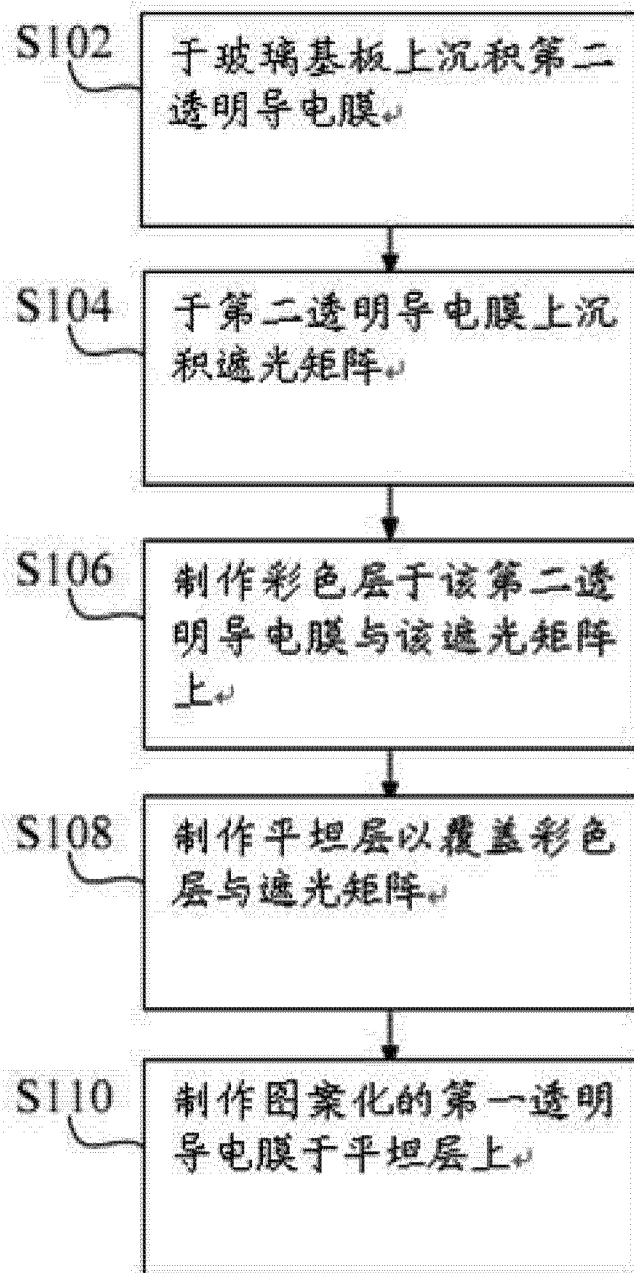 S102
于玻璃基板上沉积第二
透明导电膜↵
S104
于第二透明导电膜上沉
积遮光矩阵↵
S106
制作彩色层于该第二透
明导电膜与该遮光矩阵
上↵
S108
制作平坦层以覆盖彩色
层与遮光矩阵↵
S110
制作图案化的第一透明
导电膜于平坦层上↵